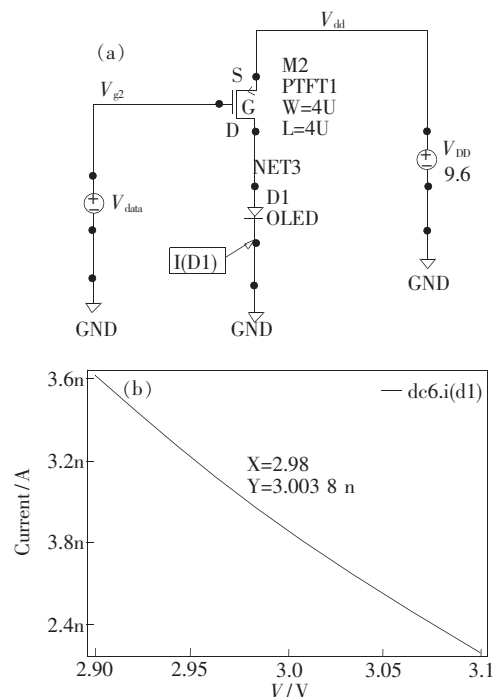 (a)
V_dd
S
M2
PTFT1
V_g2
G
W=4U
D
L=4U
V_DD
9.6
NET3
D1
V_data
OLED
I(D1)
GND
GND
GND
3.6n
(b)
dc6.i(d1)
3.2n
X=2.98
Y=3.003 8 n
Current/A
3.8n
2.4n
2.90
2.95
3.0
3.05
3.1
V/V